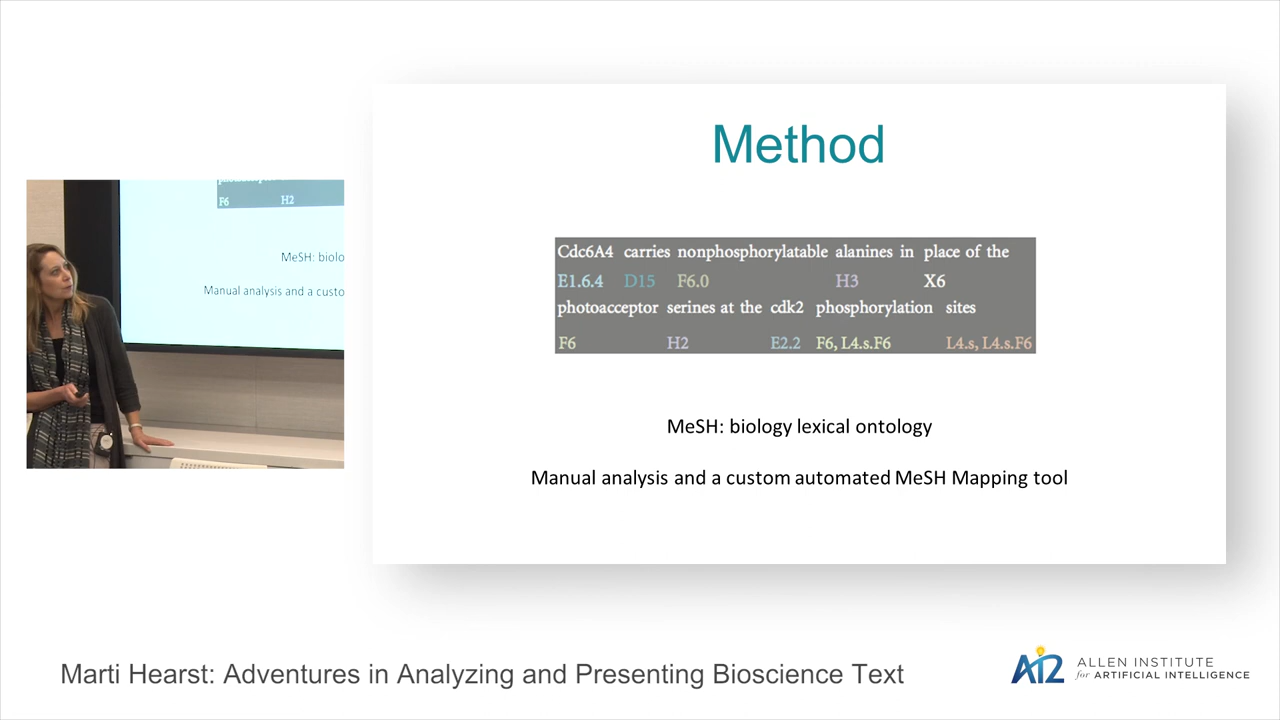 Method
Cdc6A4 carries nonphosphorylatable alanines in place of the
E1.6.4 D15 F6.0 H3 X6
photoacceptor serines at the cdk2 phosphorylation sites
F6 H2 E2.2 F6, L4.s.F6 L4.s, L4.s.F6
MeSH: biology lexical ontology
Manual analysis and a custom automated MeSH Mapping tool
F6 H2
MeSH: biolo
Manual analysis and a custo
Marti Hearst: Adventures in Analyzing and Presenting Bioscience Text
AI2 ALLEN INSTITUTE
for ARTIFICIAL INTELLIGENCE